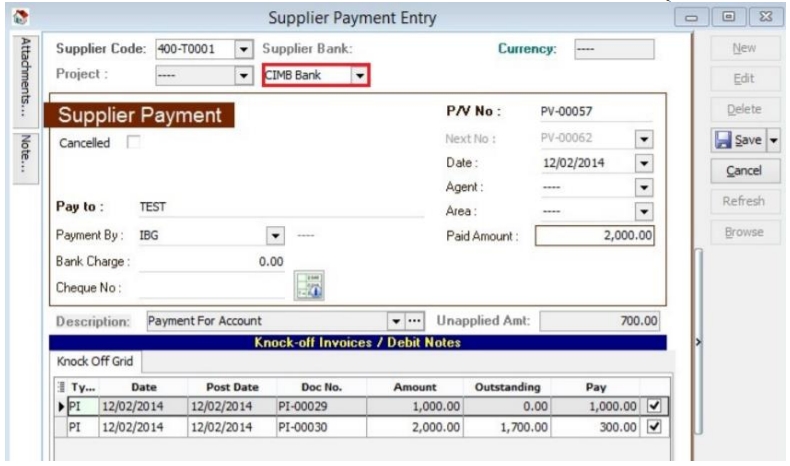 Supplier Payment Entry
Attachments...
Note...
Supplier Code: 400-T0001 Supplier Bank: Currency: ----
Project : ---- CIMB Bank
Supplier Payment
Cancelled
P/V No : PV-00057
Next No : PV-00062
Date : 12/02/2014
Agent : ----
Area : ----
Pay to : TEST
Payment By : IBG ----
Paid Amount : 2,000.00
Bank Charge : 0.00
Cheque No :
Description: Payment For Account Unapplied Amt: 700.00
Knock-off Invoices / Debit Notes
Knock Off Grid
Ty... Date Post Date Doc No. Amount Outstanding Pay
PI 12/02/2014 12/02/2014 PI-00029 1,000.00 0.00 1,000.00
PI 12/02/2014 12/02/2014 PI-00030 2,000.00 1,700.00 300.00
New
Edit
Delete
Save
Cancel
Refresh
Browse